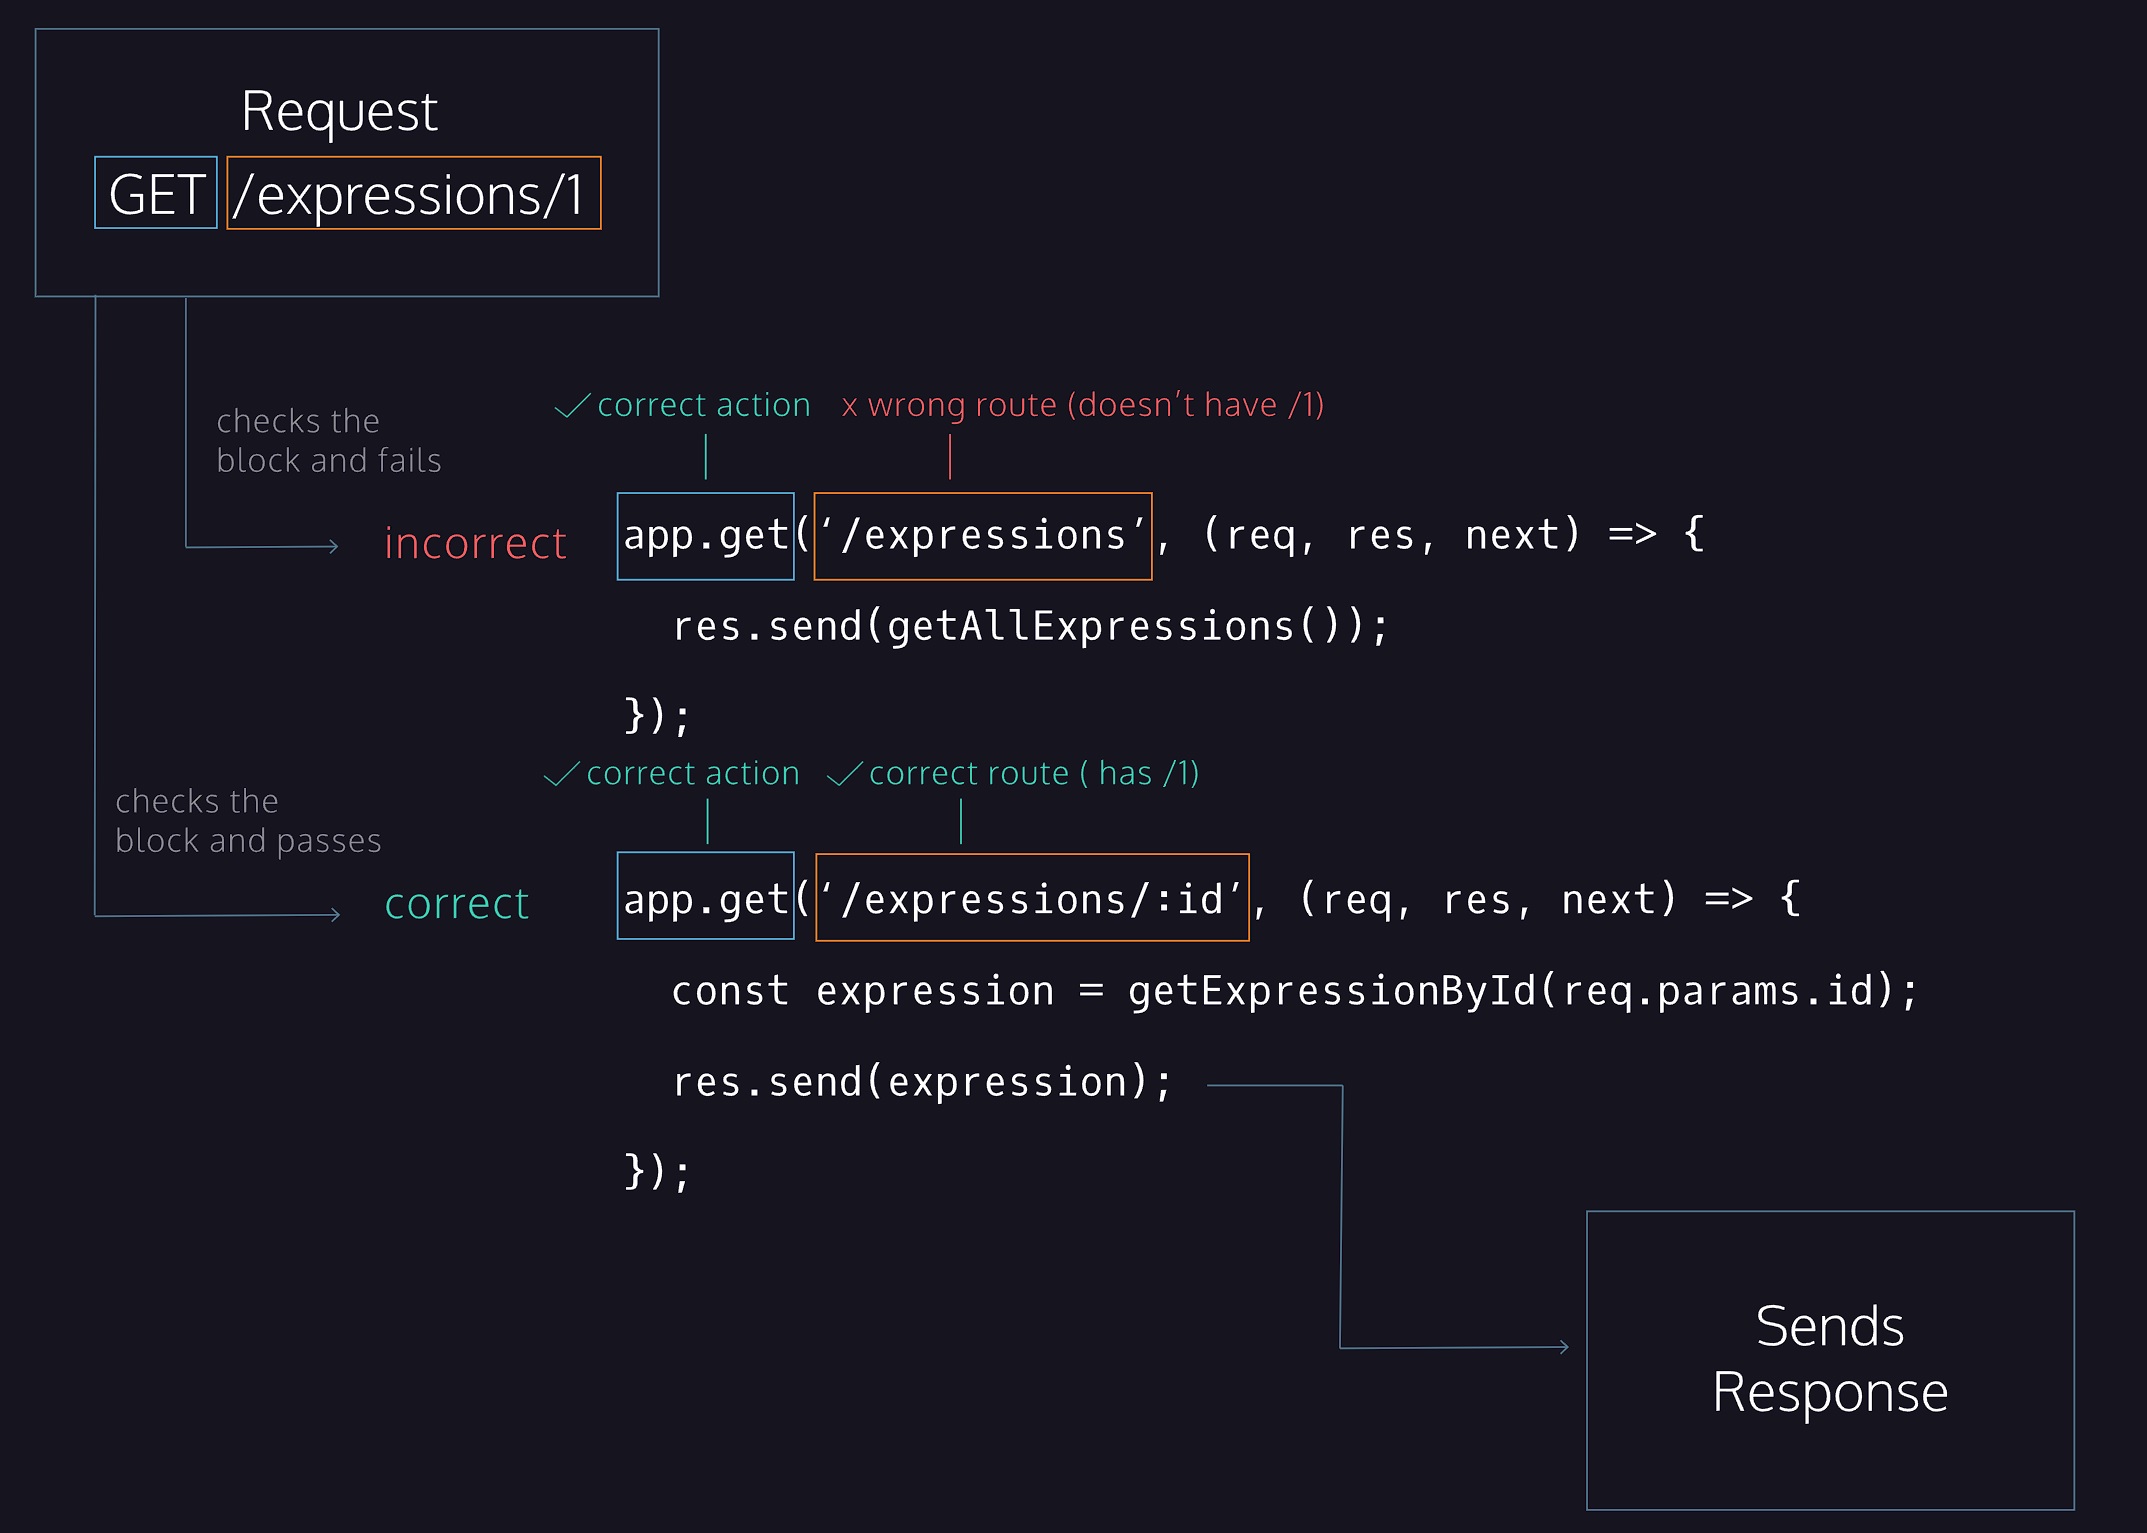 Request
GET /expressions/1
checks the
block and fails
✓ correct action x wrong route (doesn’t have /1)
incorrect app.get(‘/expressions’, (req, res, next) => {
res.send(getAllExpressions());
});
✓ correct action ✓ correct route ( has /1)
checks the
block and passes
correct app.get(‘/expressions/:id’, (req, res, next) => {
const expression = getExpressionById(req.params.id);
res.send(expression);
});
Sends
Response